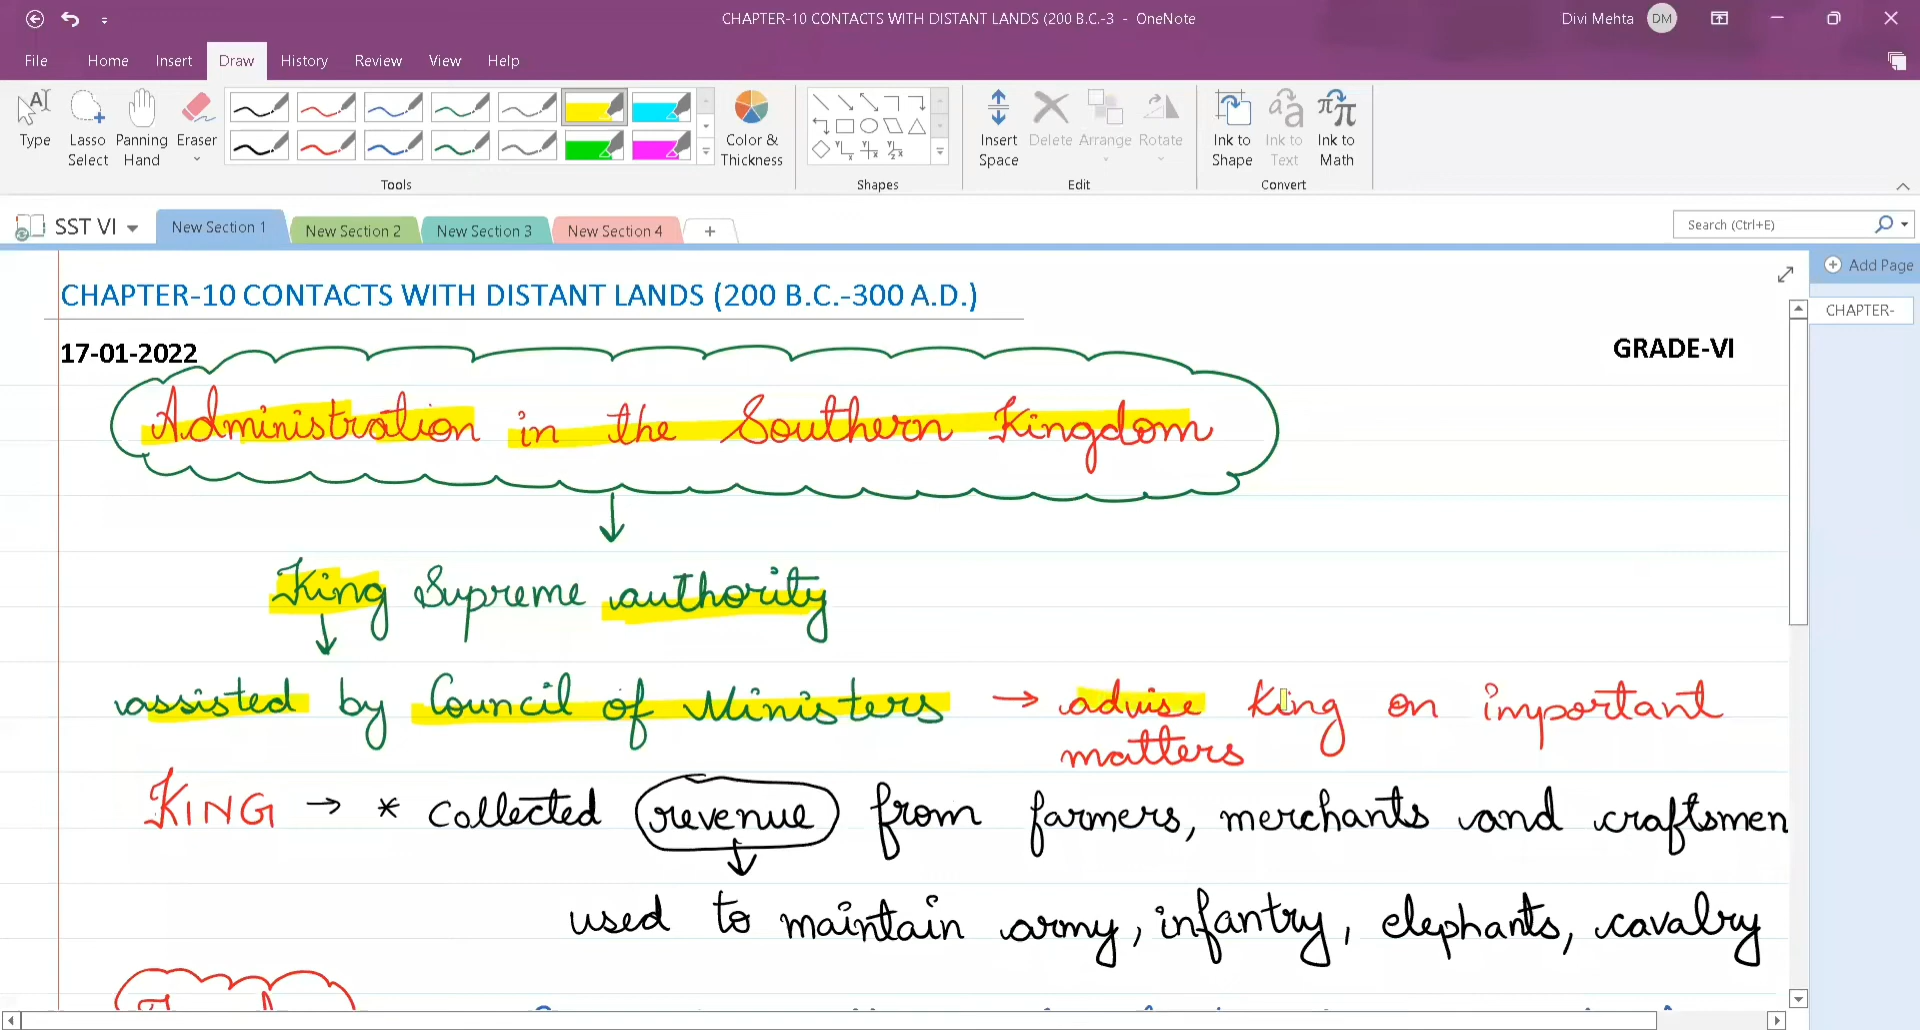 CHAPTER-10 CONTACTS WITH DISTANT LANDS (200 B.C.-3 - OneNote
Divi Mehta DM
File Home Insert Draw History Review View Help
Type
Lasso Select
Panning Hand
Eraser
Color & Thickness
Insert Space
Delete
Arrange
Rotate
Ink to Shape
Ink to Text
Ink to Math
Tools
Shapes
Edit
Convert
SST VI
New Section 1
New Section 2
New Section 3
New Section 4
+
Search (Ctrl+E)
Add Page
CHAPTER-
CHAPTER-10 CONTACTS WITH DISTANT LANDS (200 B.C.-300 A.D.)
17-01-2022
GRADE-VI
Administration in the Southern Kingdom
King Supreme authority
assisted by Council of Ministers → advise King on important
matters
KING → * collected revenue from farmers, merchants and craftsmen
used to maintain army, infantry, elephants, cavalry